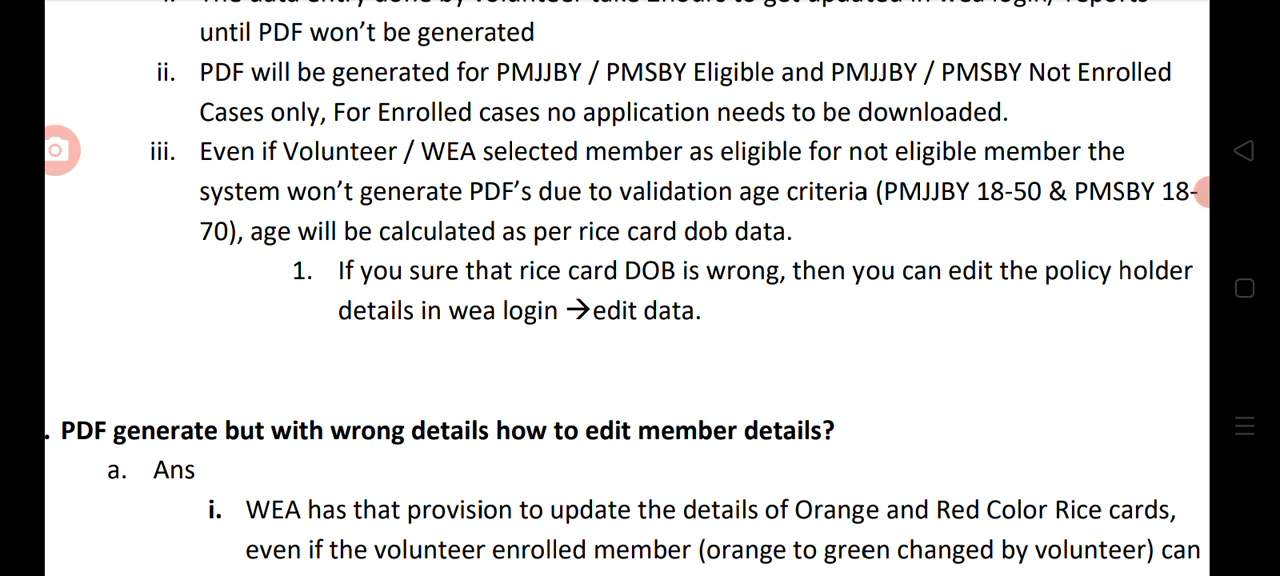 until PDF won’t be generated
ii. PDF will be generated for PMJJBY / PMSBY Eligible and PMJJBY / PMSBY Not Enrolled
Cases only, For Enrolled cases no application needs to be downloaded.
iii. Even if Volunteer / WEA selected member as eligible for not eligible member the
system won’t generate PDF’s due to validation age criteria (PMJJBY 18-50 & PMSBY 18-
70), age will be calculated as per rice card dob data.
1. If you sure that rice card DOB is wrong, then you can edit the policy holder
details in wea login →edit data.
. PDF generate but with wrong details how to edit member details?
a. Ans
i. WEA has that provision to update the details of Orange and Red Color Rice cards,
even if the volunteer enrolled member (orange to green changed by volunteer) can